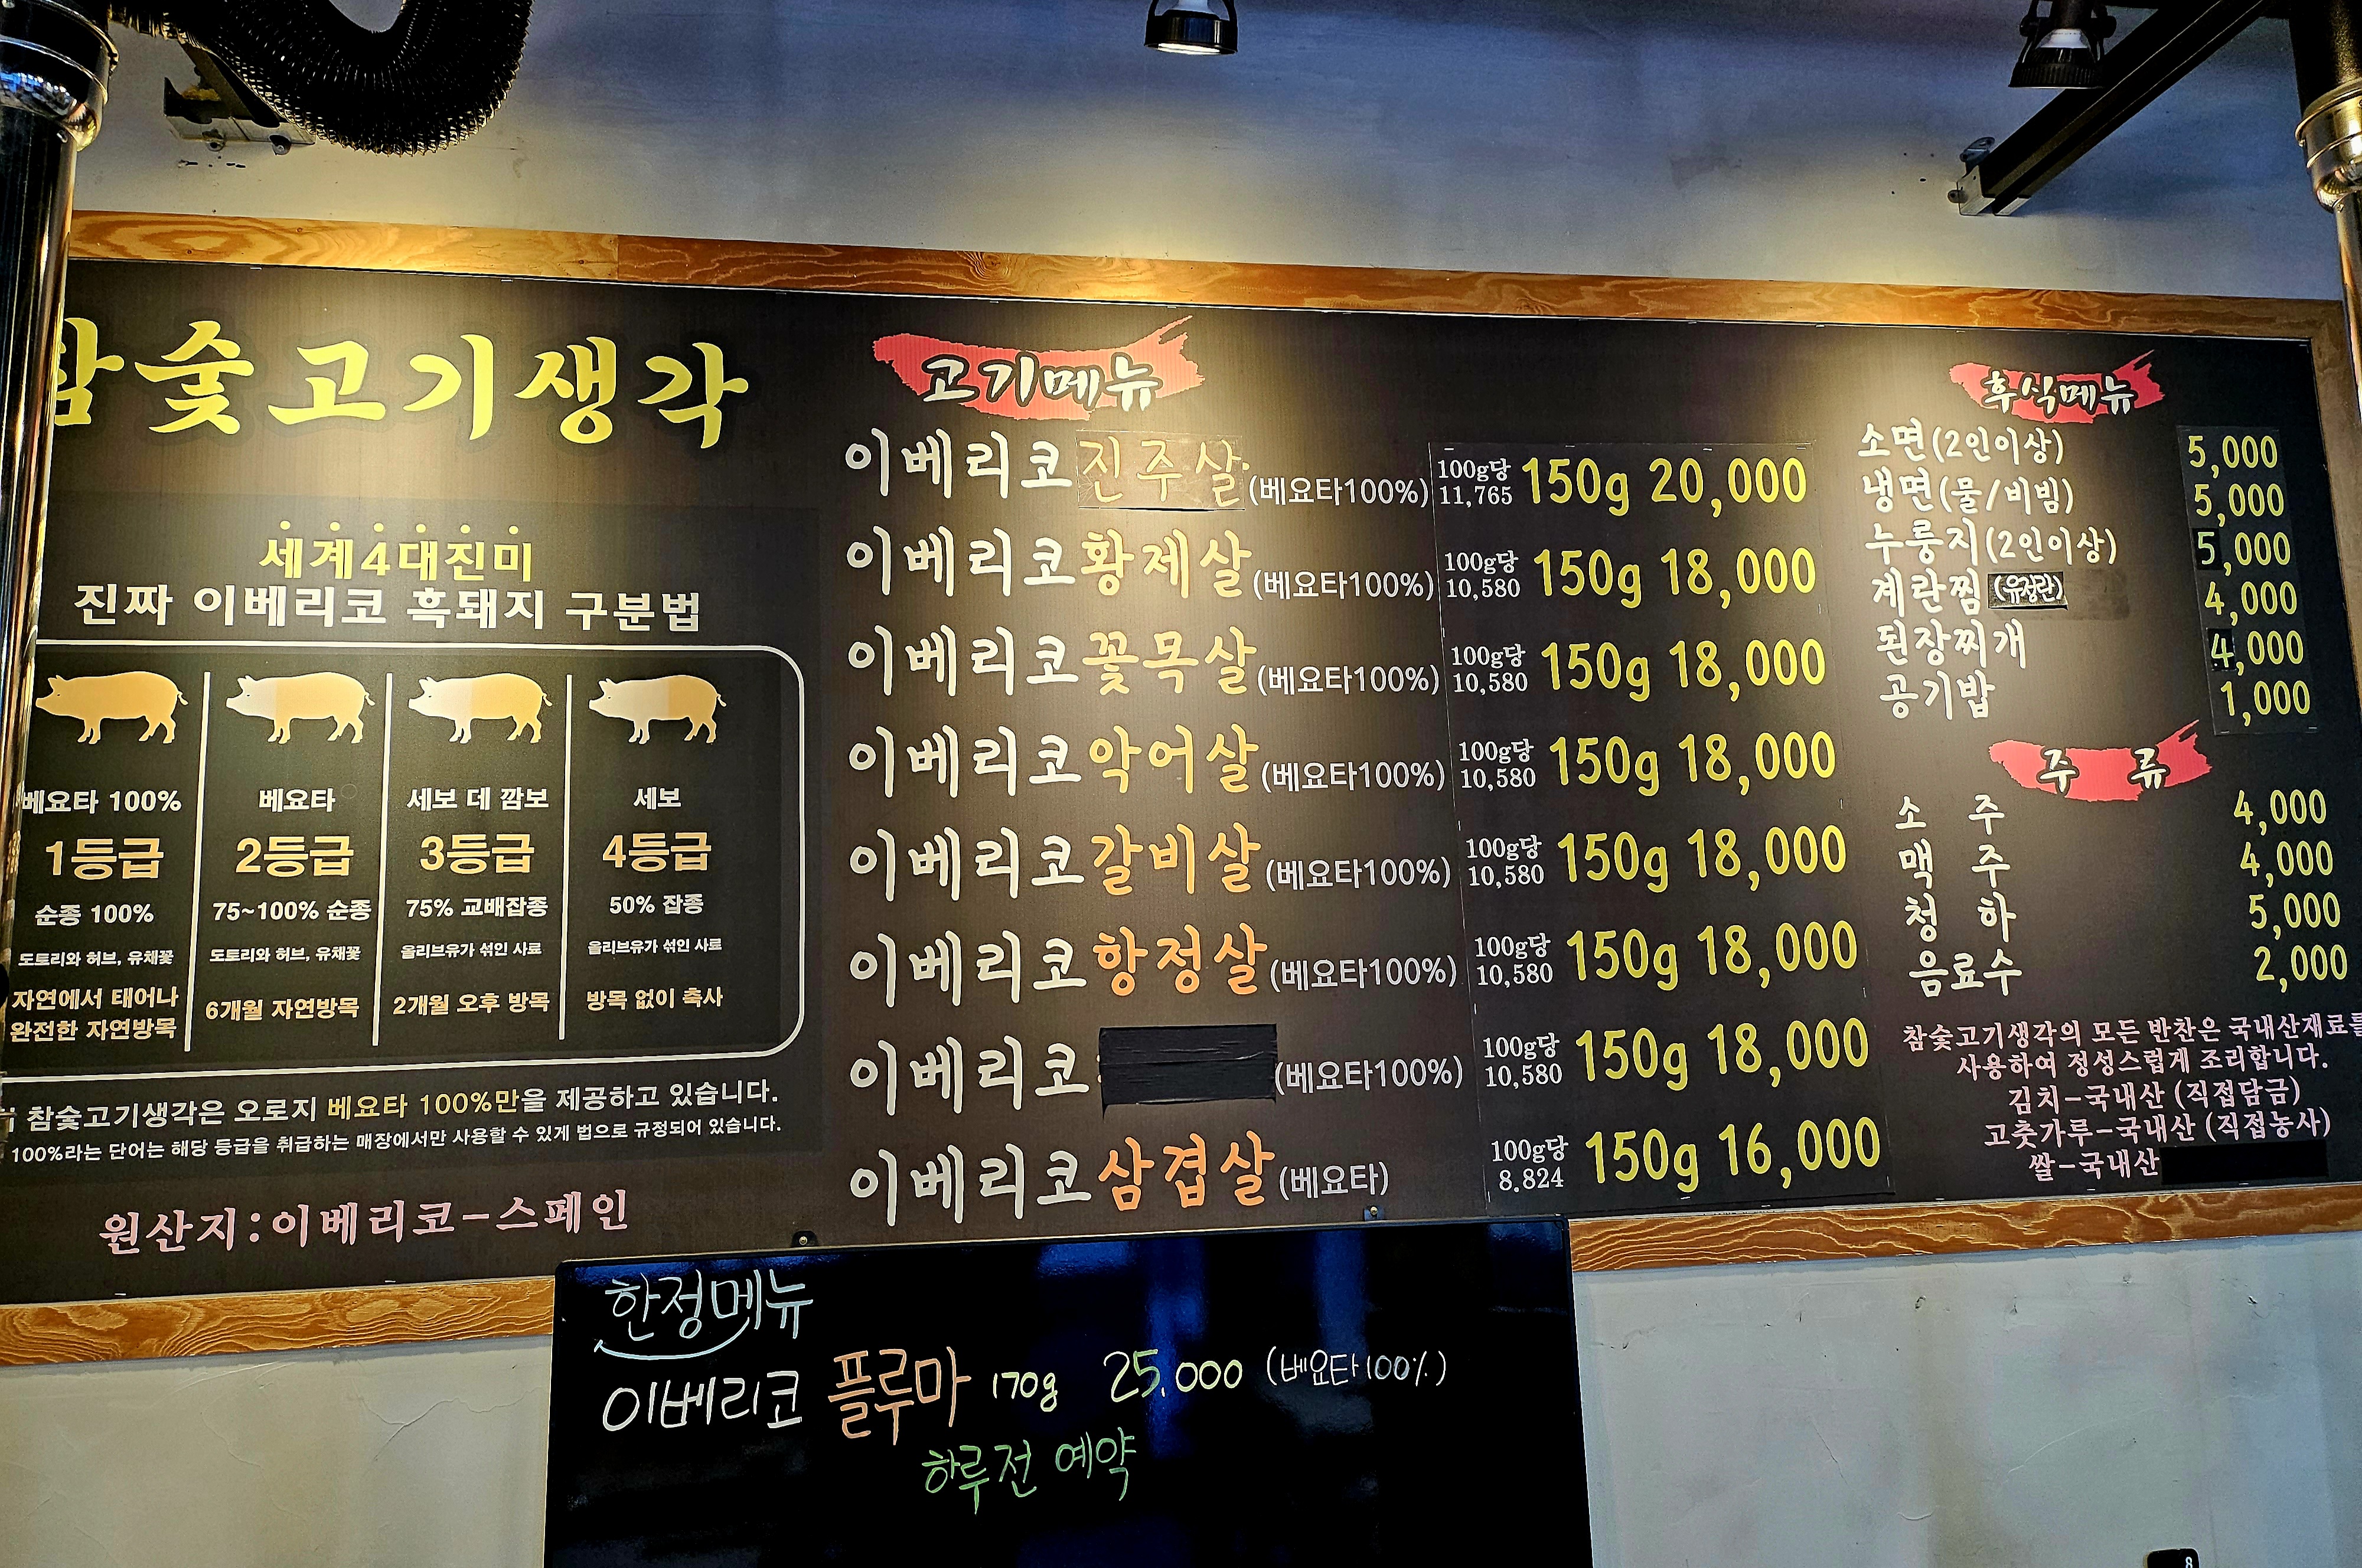 참숯고기생각
세계4대진미
진짜 이베리코 흑돼지 구분법
베요타 100%
1등급
순종 100%
도토리와 허브, 유채꽃
자연에서 태어나
완전한 자연방목
베요타
2등급
75~100% 순종
도토리와 허브, 유채꽃
6개월 자연방목
세보 데 깜보
3등급
75% 교배잡종
올리브유가 섞인 사료
2개월 오후 방목
세보
4등급
50% 잡종
올리브유가 섞인 사료
방목 없이 축사
참숯고기생각은 오로지 베요타 100%만을 제공하고 있습니다.
100%라는 단어는 해당 등급을 취급하는 매장에서만 사용할 수 있게 법으로 규정되어 있습니다.
원산지:이베리코-스페인
고기메뉴
이베리코진주살(베요타100%) 100g당 11,765 150g 20,000
이베리코황제살(베요타100%) 100g당 10,580 150g 18,000
이베리코꽃목살(베요타100%) 100g당 10,580 150g 18,000
이베리코악어살(베요타100%) 100g당 10,580 150g 18,000
이베리코갈비살(베요타100%) 100g당 10,580 150g 18,000
이베리코항정살(베요타100%) 100g당 10,580 150g 18,000
이베리코 (베요타100%) 100g당 10,580 150g 18,000
이베리코삼겹살(베요타) 100g당 8.824 150g 16,000
후식메뉴
소면(2인이상) 5,000
냉면(물/비빔) 5,000
누룽지(2인이상) 5,000
계란찜(유정란) 4,000
된장찌개 4,000
공기밥 1,000
주 류
소 주 4,000
맥 주 4,000
청 하 5,000
음료수 2,000
참숯고기생각의 모든 반찬은 국내산재료를
사용하여 정성스럽게 조리합니다.
김치-국내산 (직접담금)
고춧가루-국내산 (직접농사)
쌀-국내산
한정메뉴
이베리코 플루마 170g 25.000 (베요타100%)
하루전 예약
8